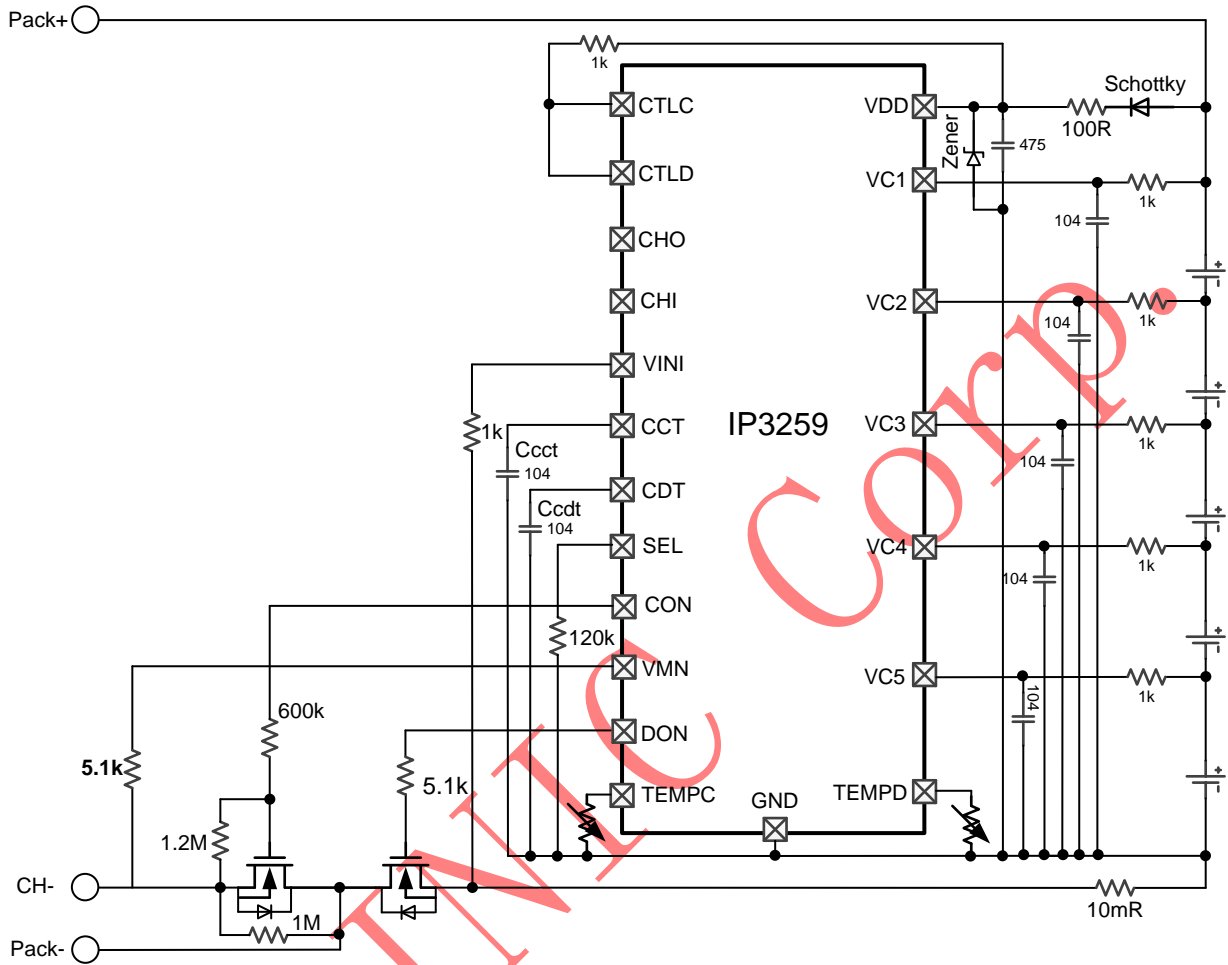 Pack+
1k
Schottky
CTLC
VDD
100R
Zener
475
CTLD
VC1
1k
104
CHO
CHI
VC2
1k
104
VINI
1k
IP3259
CCT
VC3
1k
104
Ccct
104
CDT
Ccdt
104
SEL
VC4
1k
104
CON
120k
VMN
VC5
1k
104
600k
DON
5.1k
5.1k
TEMPC
GND
TEMPD
1.2M
CH-
1M
10mR
Pack-
Corp.